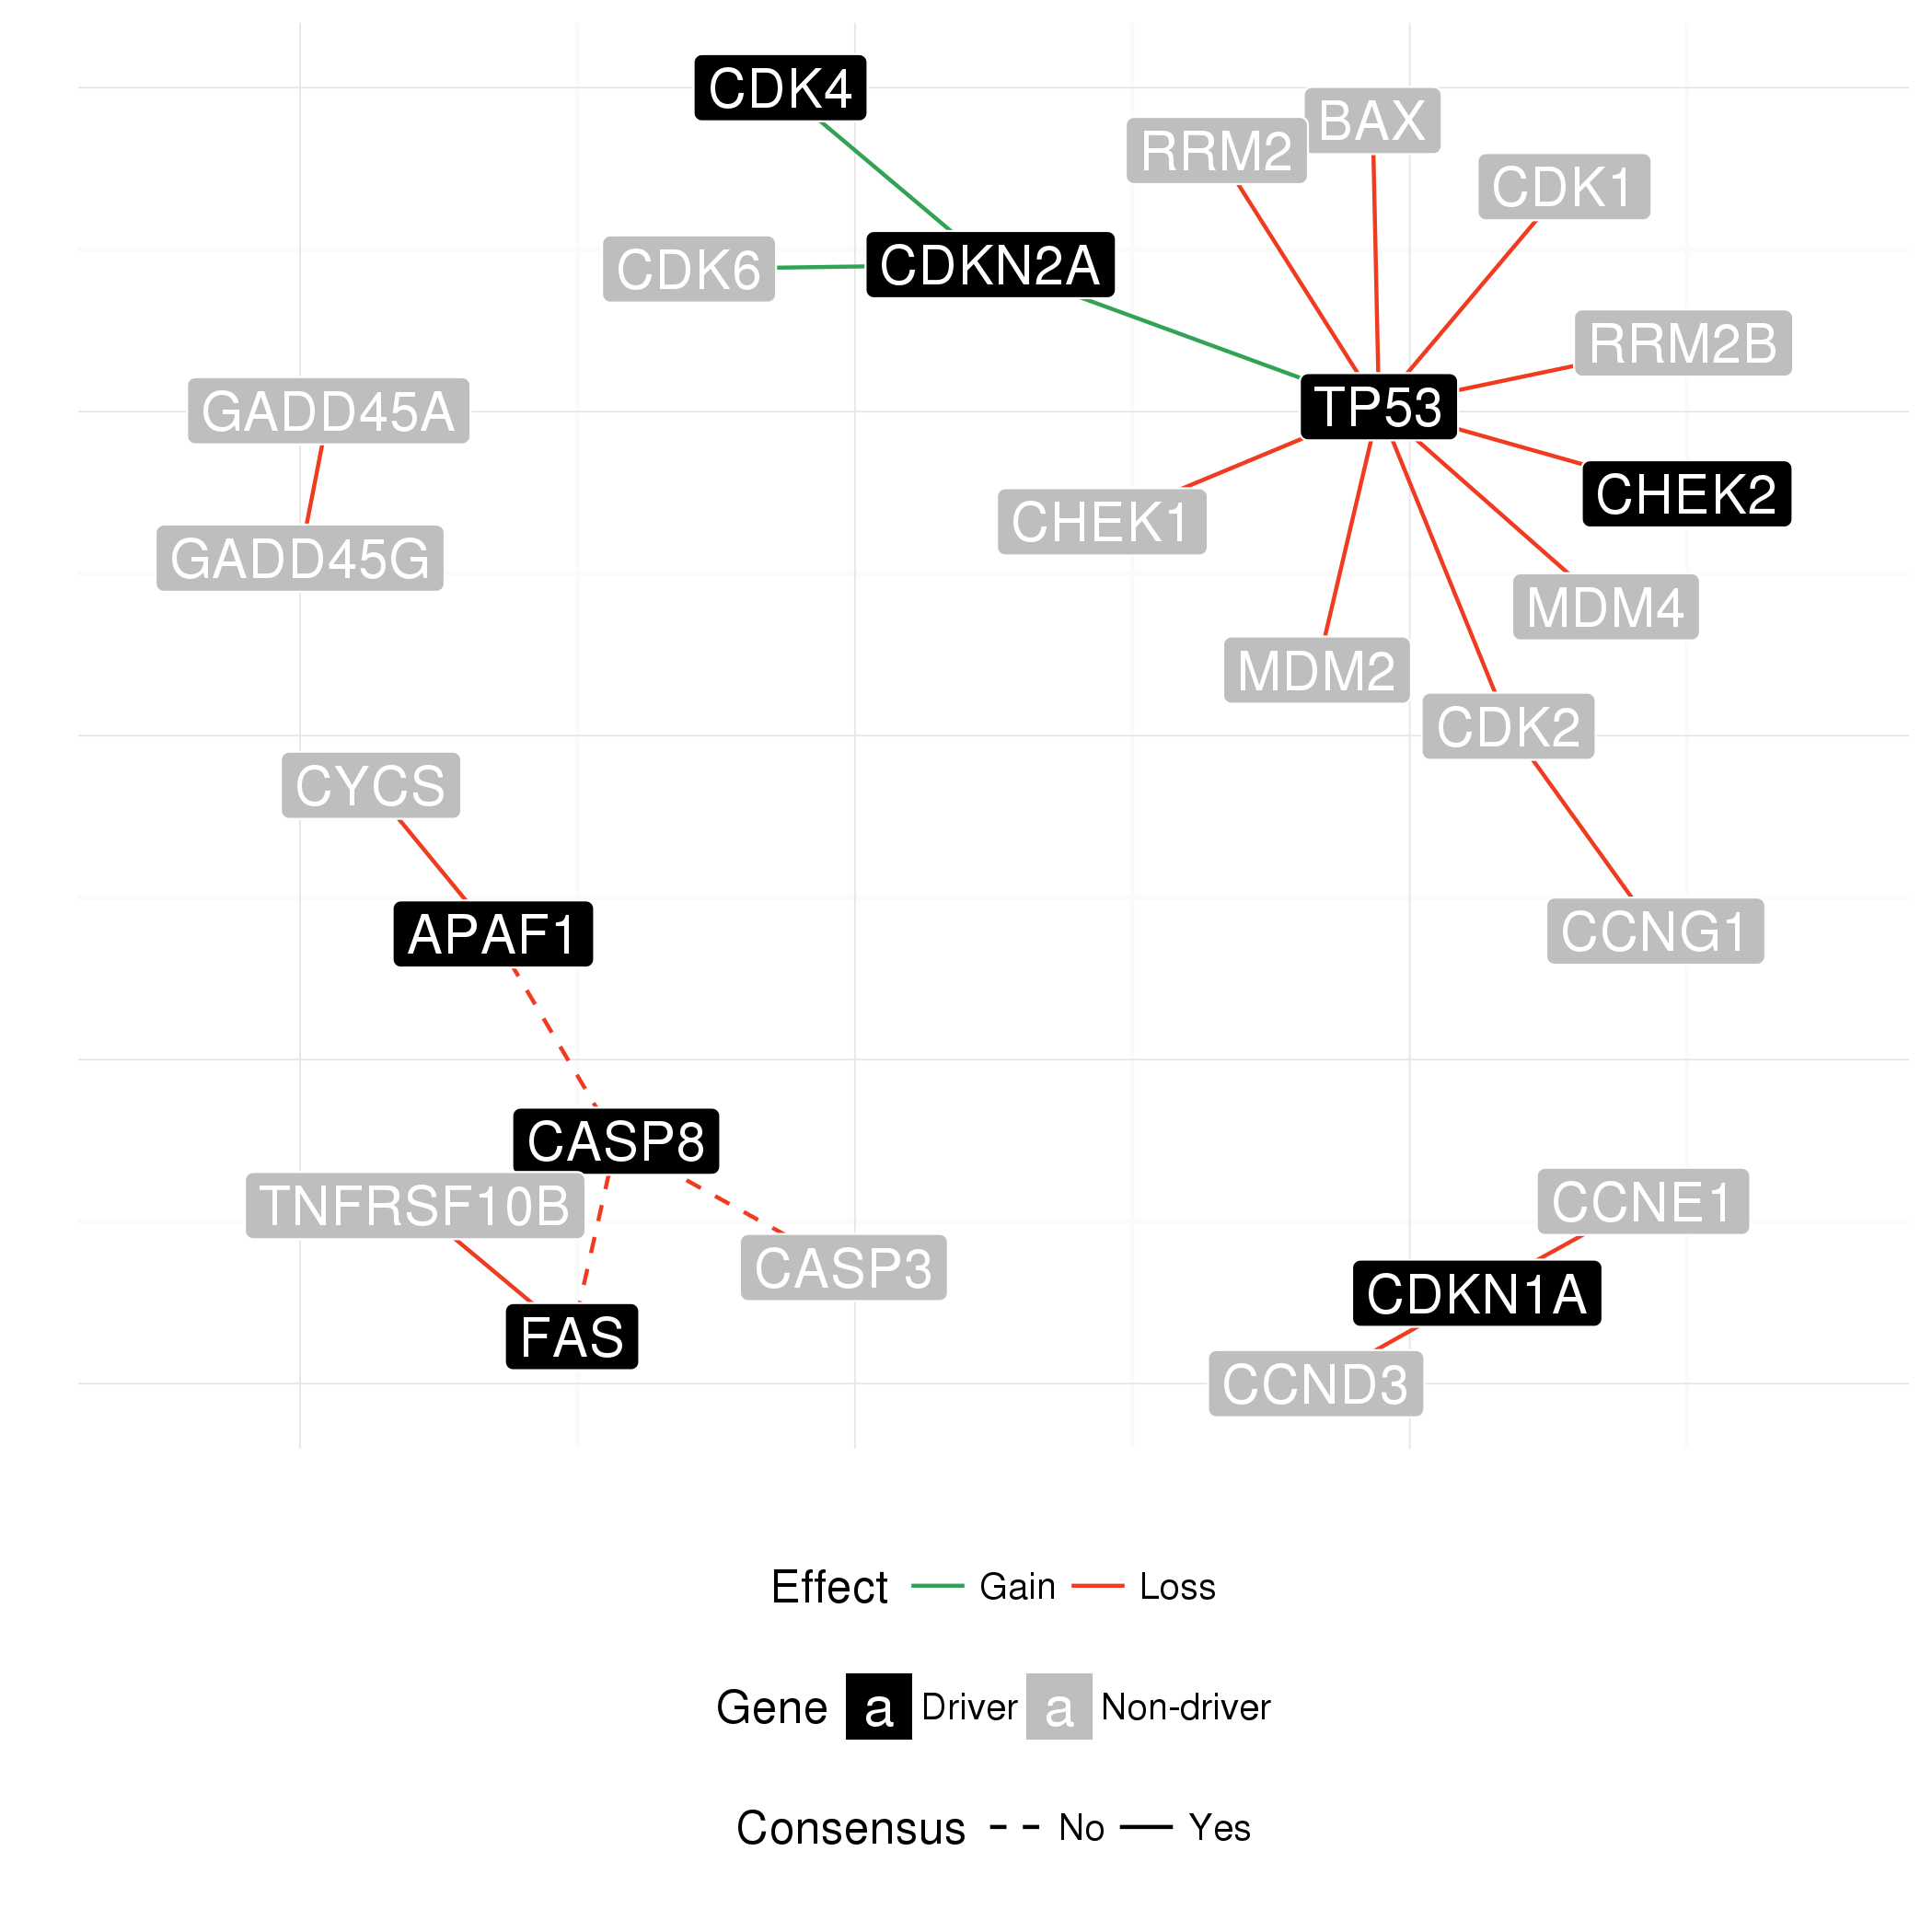 CDK4
BAX
RRM2
CDK1
CDKN2A
CDK6
RRM2B
TP53
GADD45A
CHEK2
CHEK1
GADD45G
MDM4
MDM2
CDK2
CYCS
CCNG1
APAF1
CASP8
CCNE1
TNFRSF10B
CASP3
CDKN1A
FAS
CCND3
Effect Gain Loss
Gene a Driver a Non-driver
Consensus No Yes